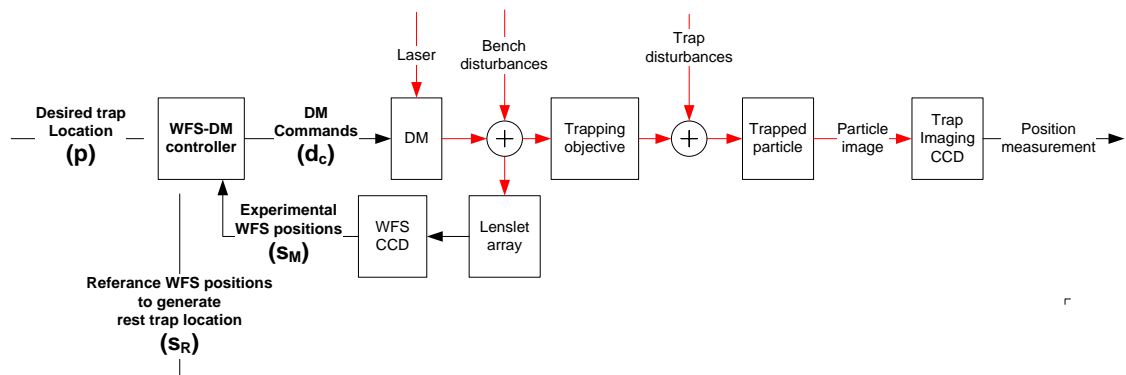 Laser
Bench
disturbances
Trap
disturbances
Desired trap
Location
(p)
WFS-DM
controller
DM
Commands
(dc)
DM
+
Trapping
objective
+
Trapped
particle
Particle
image
Trap
Imaging
CCD
Position
measurement
Experimental
WFS positions
(sM)
WFS
CCD
Lenslet
array
Referance WFS positions
to generate
rest trap location
(sR)